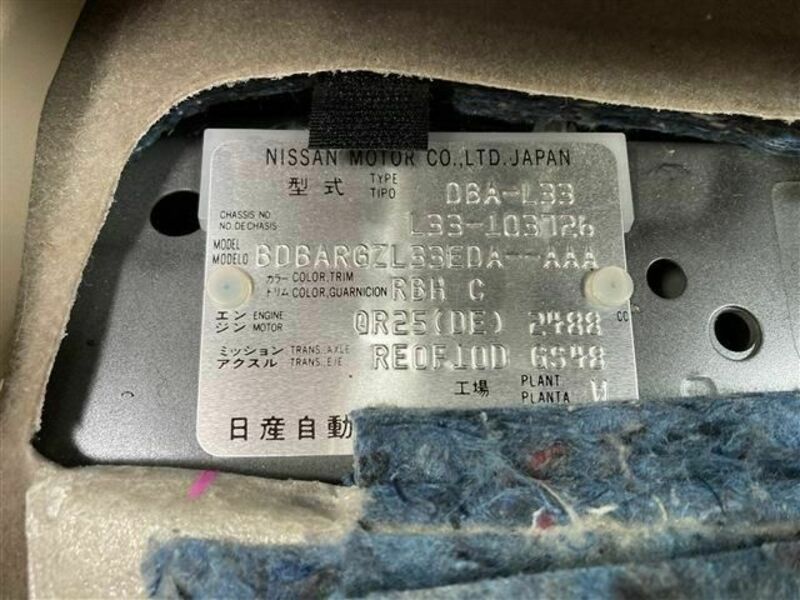 NISSAN MOTOR CO.,LTD.JAPAN
型式 TYPE TIPO DBA-L33
CHASSIS NO NO.DECHASIS L33-103726
MODEL MODELO BDBARGZL33EDA--AAA
カラー COLOR,TRIM
トリム COLOR,GUARNICION RBH C
エンジン ENGINE MOTOR QR25(DE) 2488 CC
ミッション TRANS.,AXLE
アクスル TRANS.,EJE RE0F10D GS48
工場 PLANT PLANTA W
日産自動